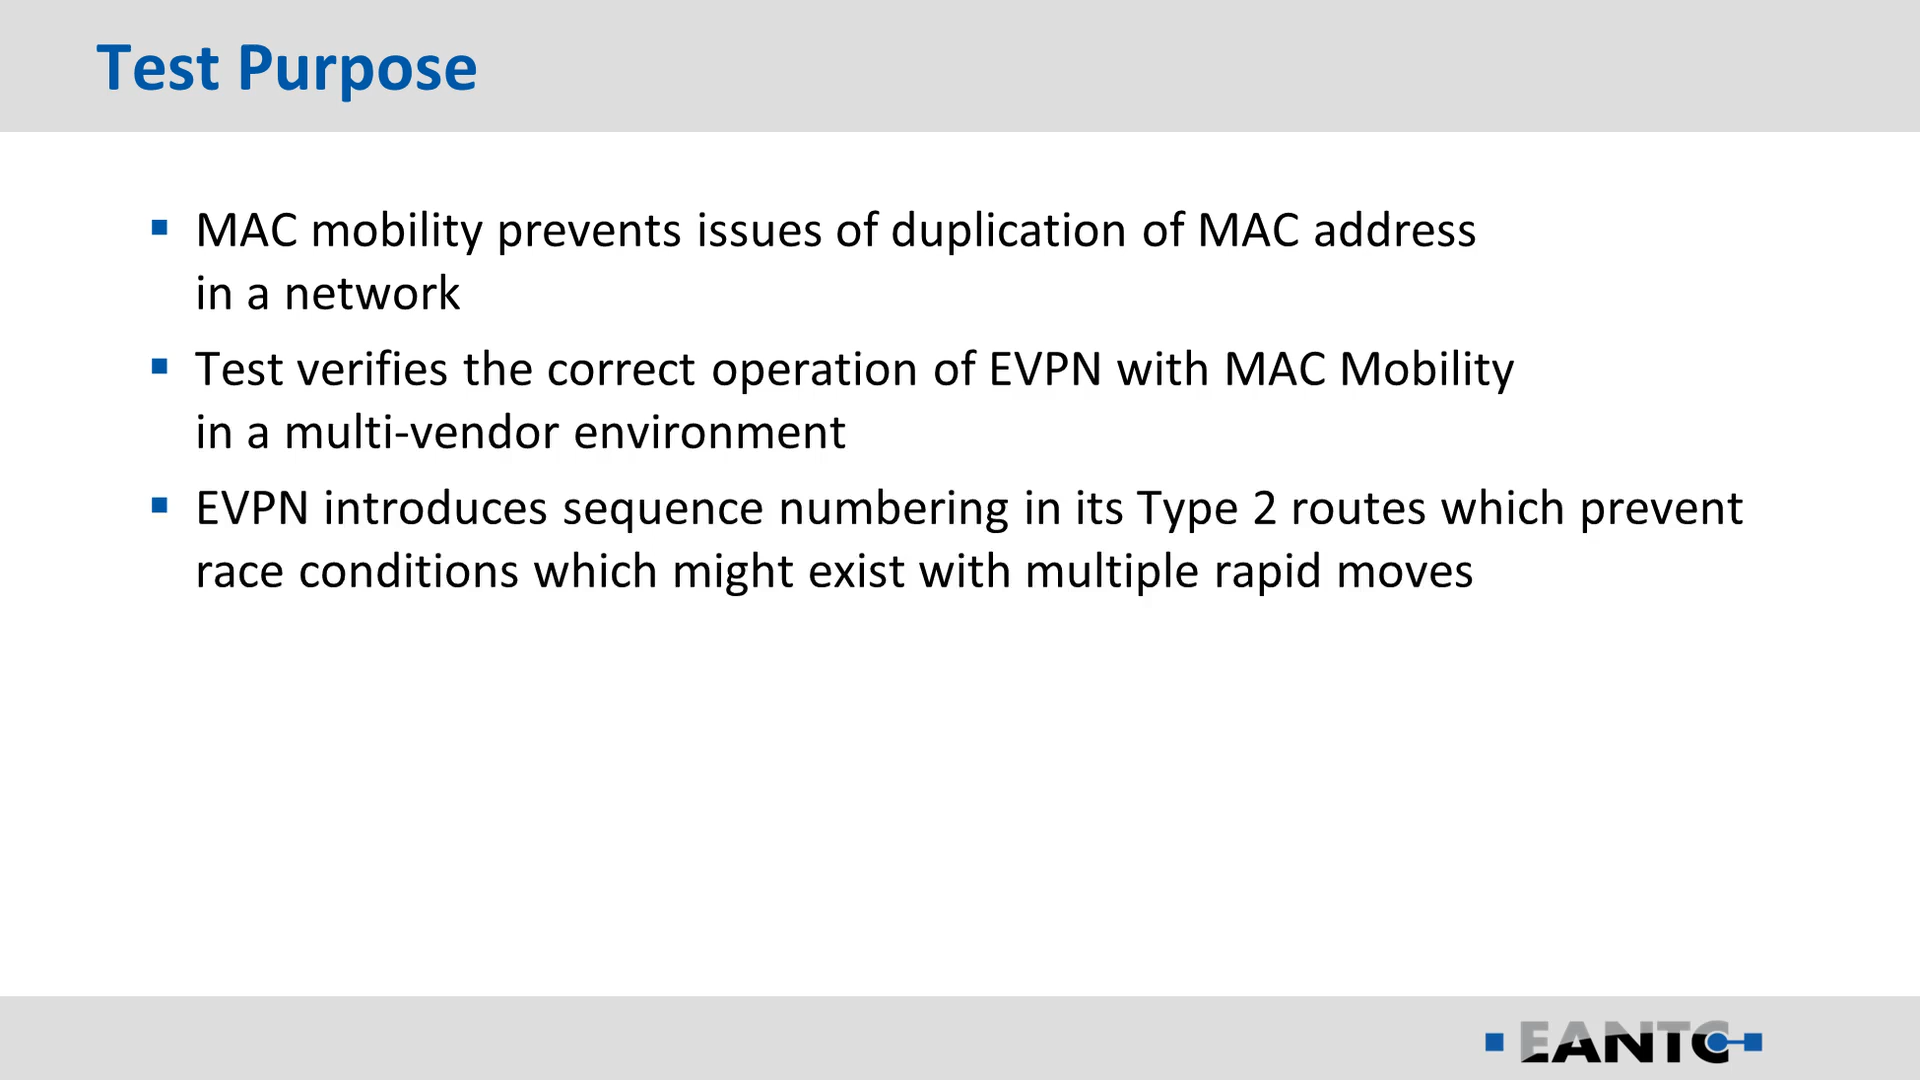 Test Purpose
MAC mobility prevents issues of duplication of MAC address
in a network
Test verifies the correct operation of EVPN with MAC Mobility
in a multi-vendor environment
EVPN introduces sequence numbering in its Type 2 routes which prevent
race conditions which might exist with multiple rapid moves
EANTC